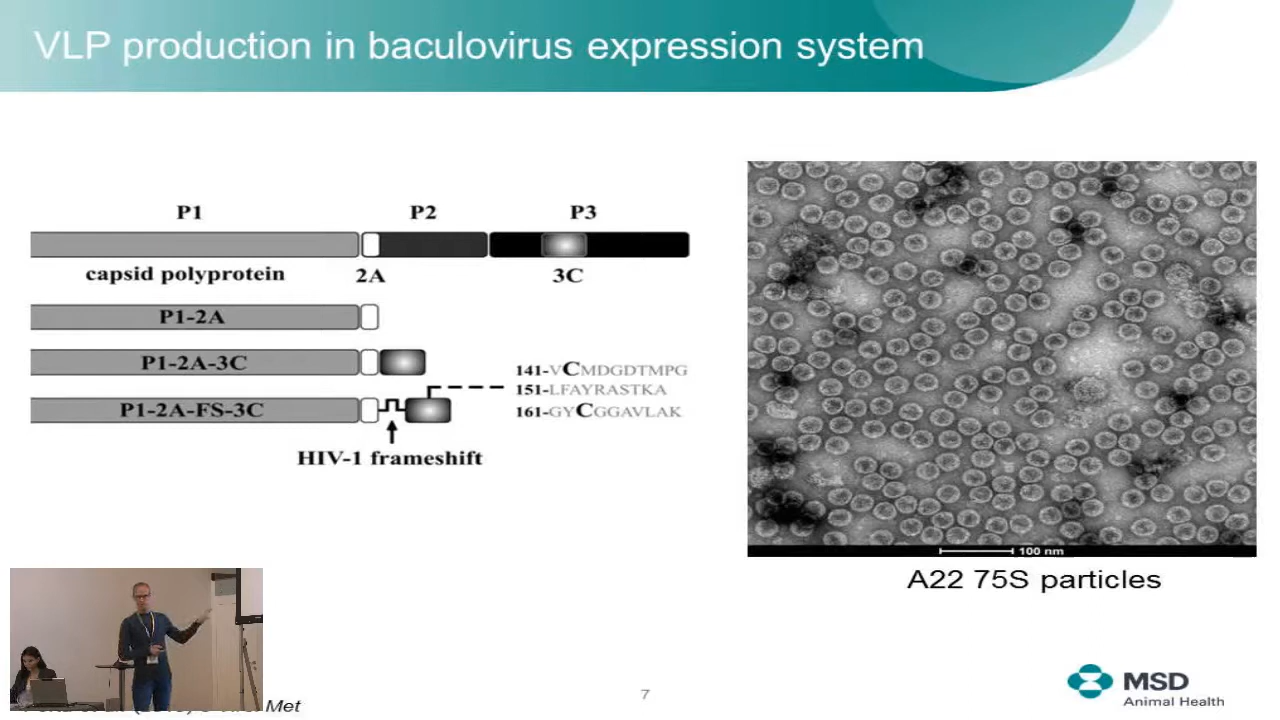 VLP production in baculovirus expression system
P1 P2 P3
capsid polyprotein 2A 3C
P1-2A
P1-2A-3C
P1-2A-FS-3C
141-VCMDGDTMPG
151-LFAYRASTKA
161-GYCGGAVLAK
HIV-1 frameshift
100 nm
A22 75S particles
Met
7
MSD
Animal Health